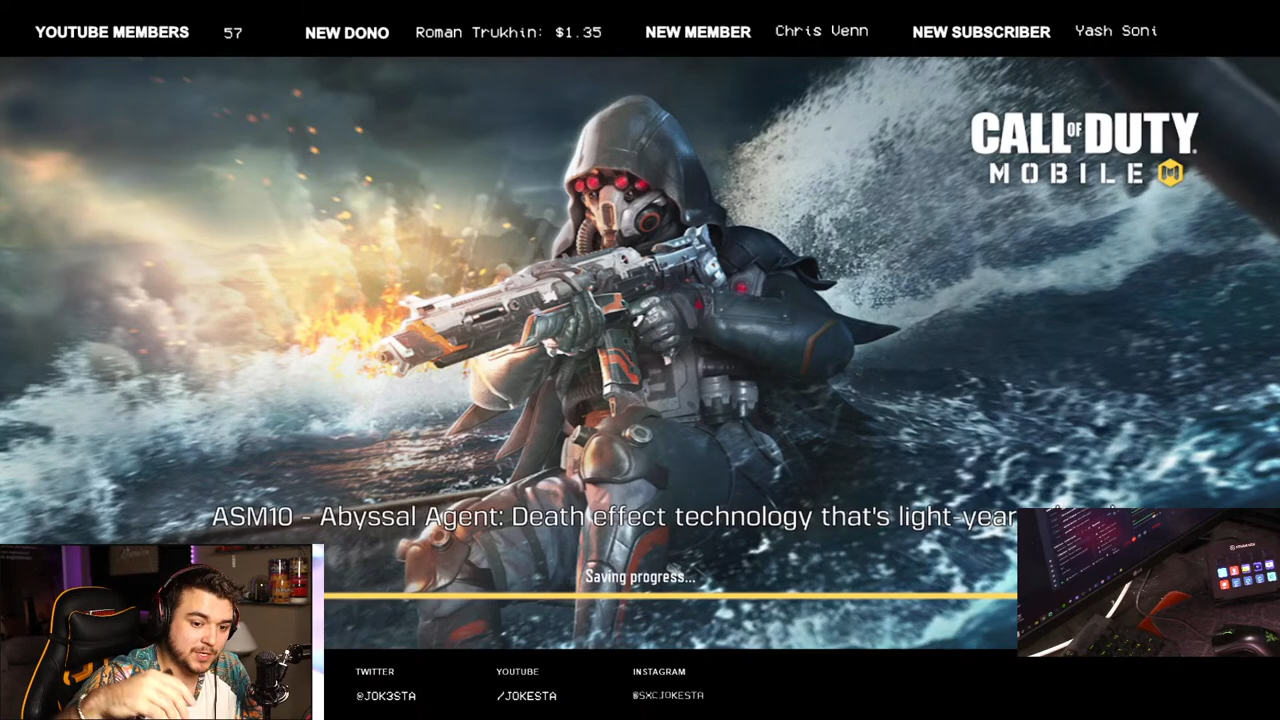 YOUTUBE MEMBERS 57 NEW DONO Roman Trukhin: $1.35 NEW MEMBER Chris Venn NEW SUBSCRIBER Yash Soni
CALL OF DUTY
MOBILE
ASM10 - Abyssal Agent: Death effect technology that's light-year
Saving progress...
TWITTER YOUTUBE INSTAGRAM
@JOK3STA /JOKESTA @SXCJOKESTA